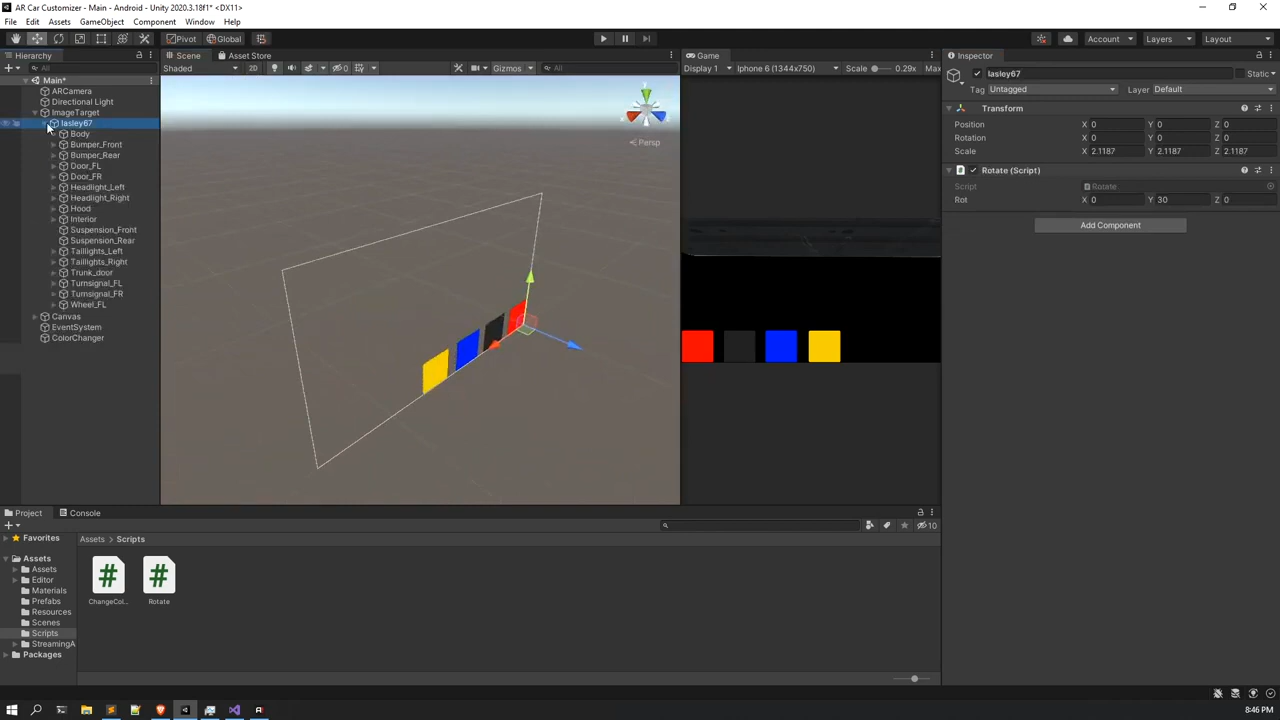 AR Car Customizer - Main - Android - Unity 2020.3.18f1* <DX11>
File Edit Assets GameObject Component Window Help
Pivot Global Account Layers Layout
Hierarchy Scene Asset Store Game Inspector
All Shaded 2D 0 Gizmos All Display 1 Iphone 6 (1344x750) Scale 0.29x Max lasley67 Static
Main*
Tag Untagged Layer Default
ARCamera
Directional Light
Transform
ImageTarget
lasley67
Position X 0 Y 0 Z 0
Body
Rotation X 0 Y 0 Z 0
Bumper_Front
Persp
Bumper_Rear
Scale X 2.1187 Y 2.1187 Z 2.1187
Door_FL
Rotate (Script)
Door_FR
Headlight_Left
Script Rotate
Headlight_Right
Rot X 0 Y 30 Z 0
Hood
Interior
Add Component
Suspension_Front
Suspension_Rear
Taillights_Left
Taillights_Right
Trunk_door
Turnsignal_FL
Turnsignal_FR
Wheel_FL
Canvas
EventSystem
ColorChanger
Project Console
10
Favorites Assets > Scripts
Assets
Assets
Editor
Materials
Prefabs
ChangeCol... Rotate
Resources
Scenes
Scripts
StreamingA
Packages
8:46 PM